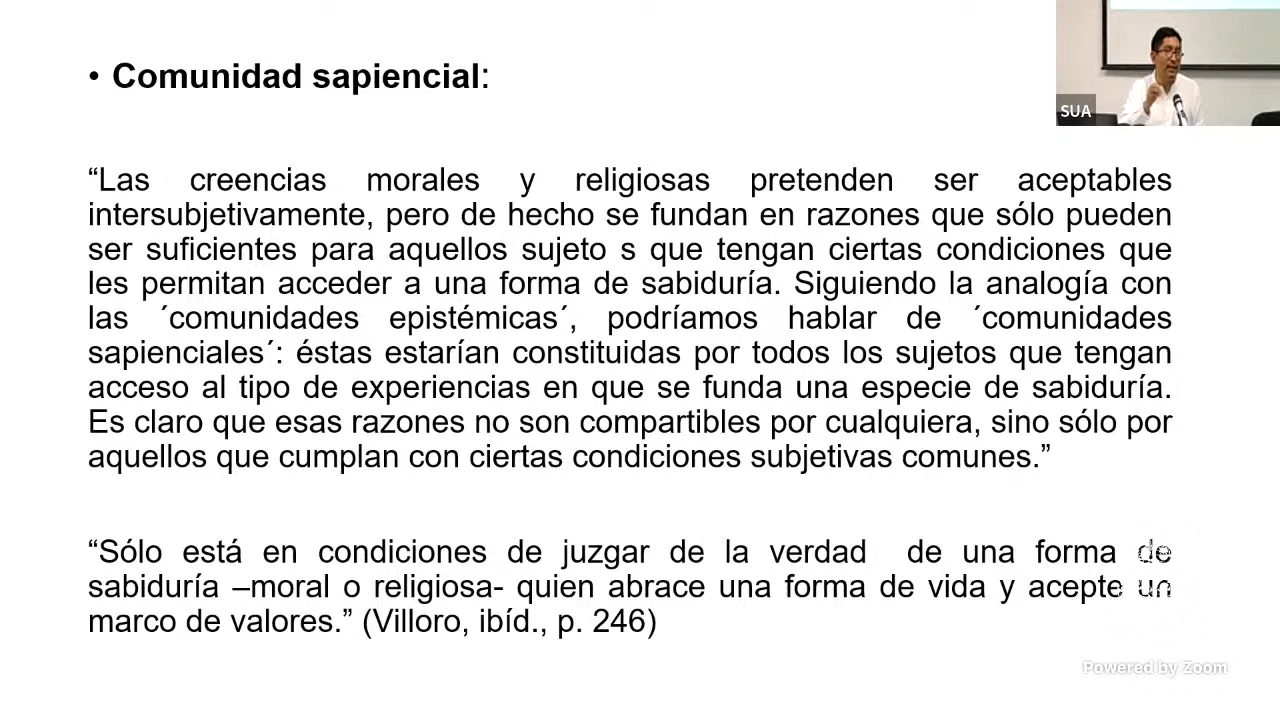 • Comunidad sapiencial:
SUA
“Las creencias morales y religiosas pretenden ser aceptables
intersubjetivamente, pero de hecho se fundan en razones que sólo pueden
ser suficientes para aquellos sujeto s que tengan ciertas condiciones que
les permitan acceder a una forma de sabiduría. Siguiendo la analogía con
las ´comunidades epistémicas´, podríamos hablar de ´comunidades
sapienciales´: éstas estarían constituidas por todos los sujetos que tengan
acceso al tipo de experiencias en que se funda una especie de sabiduría.
Es claro que esas razones no son compartibles por cualquiera, sino sólo por
aquellos que cumplan con ciertas condiciones subjetivas comunes.”
“Sólo está en condiciones de juzgar de la verdad de una forma de
sabiduría –moral o religiosa- quien abrace una forma de vida y acepte un
marco de valores.” (Villoro, ibíd., p. 246)
Powered by Zoom